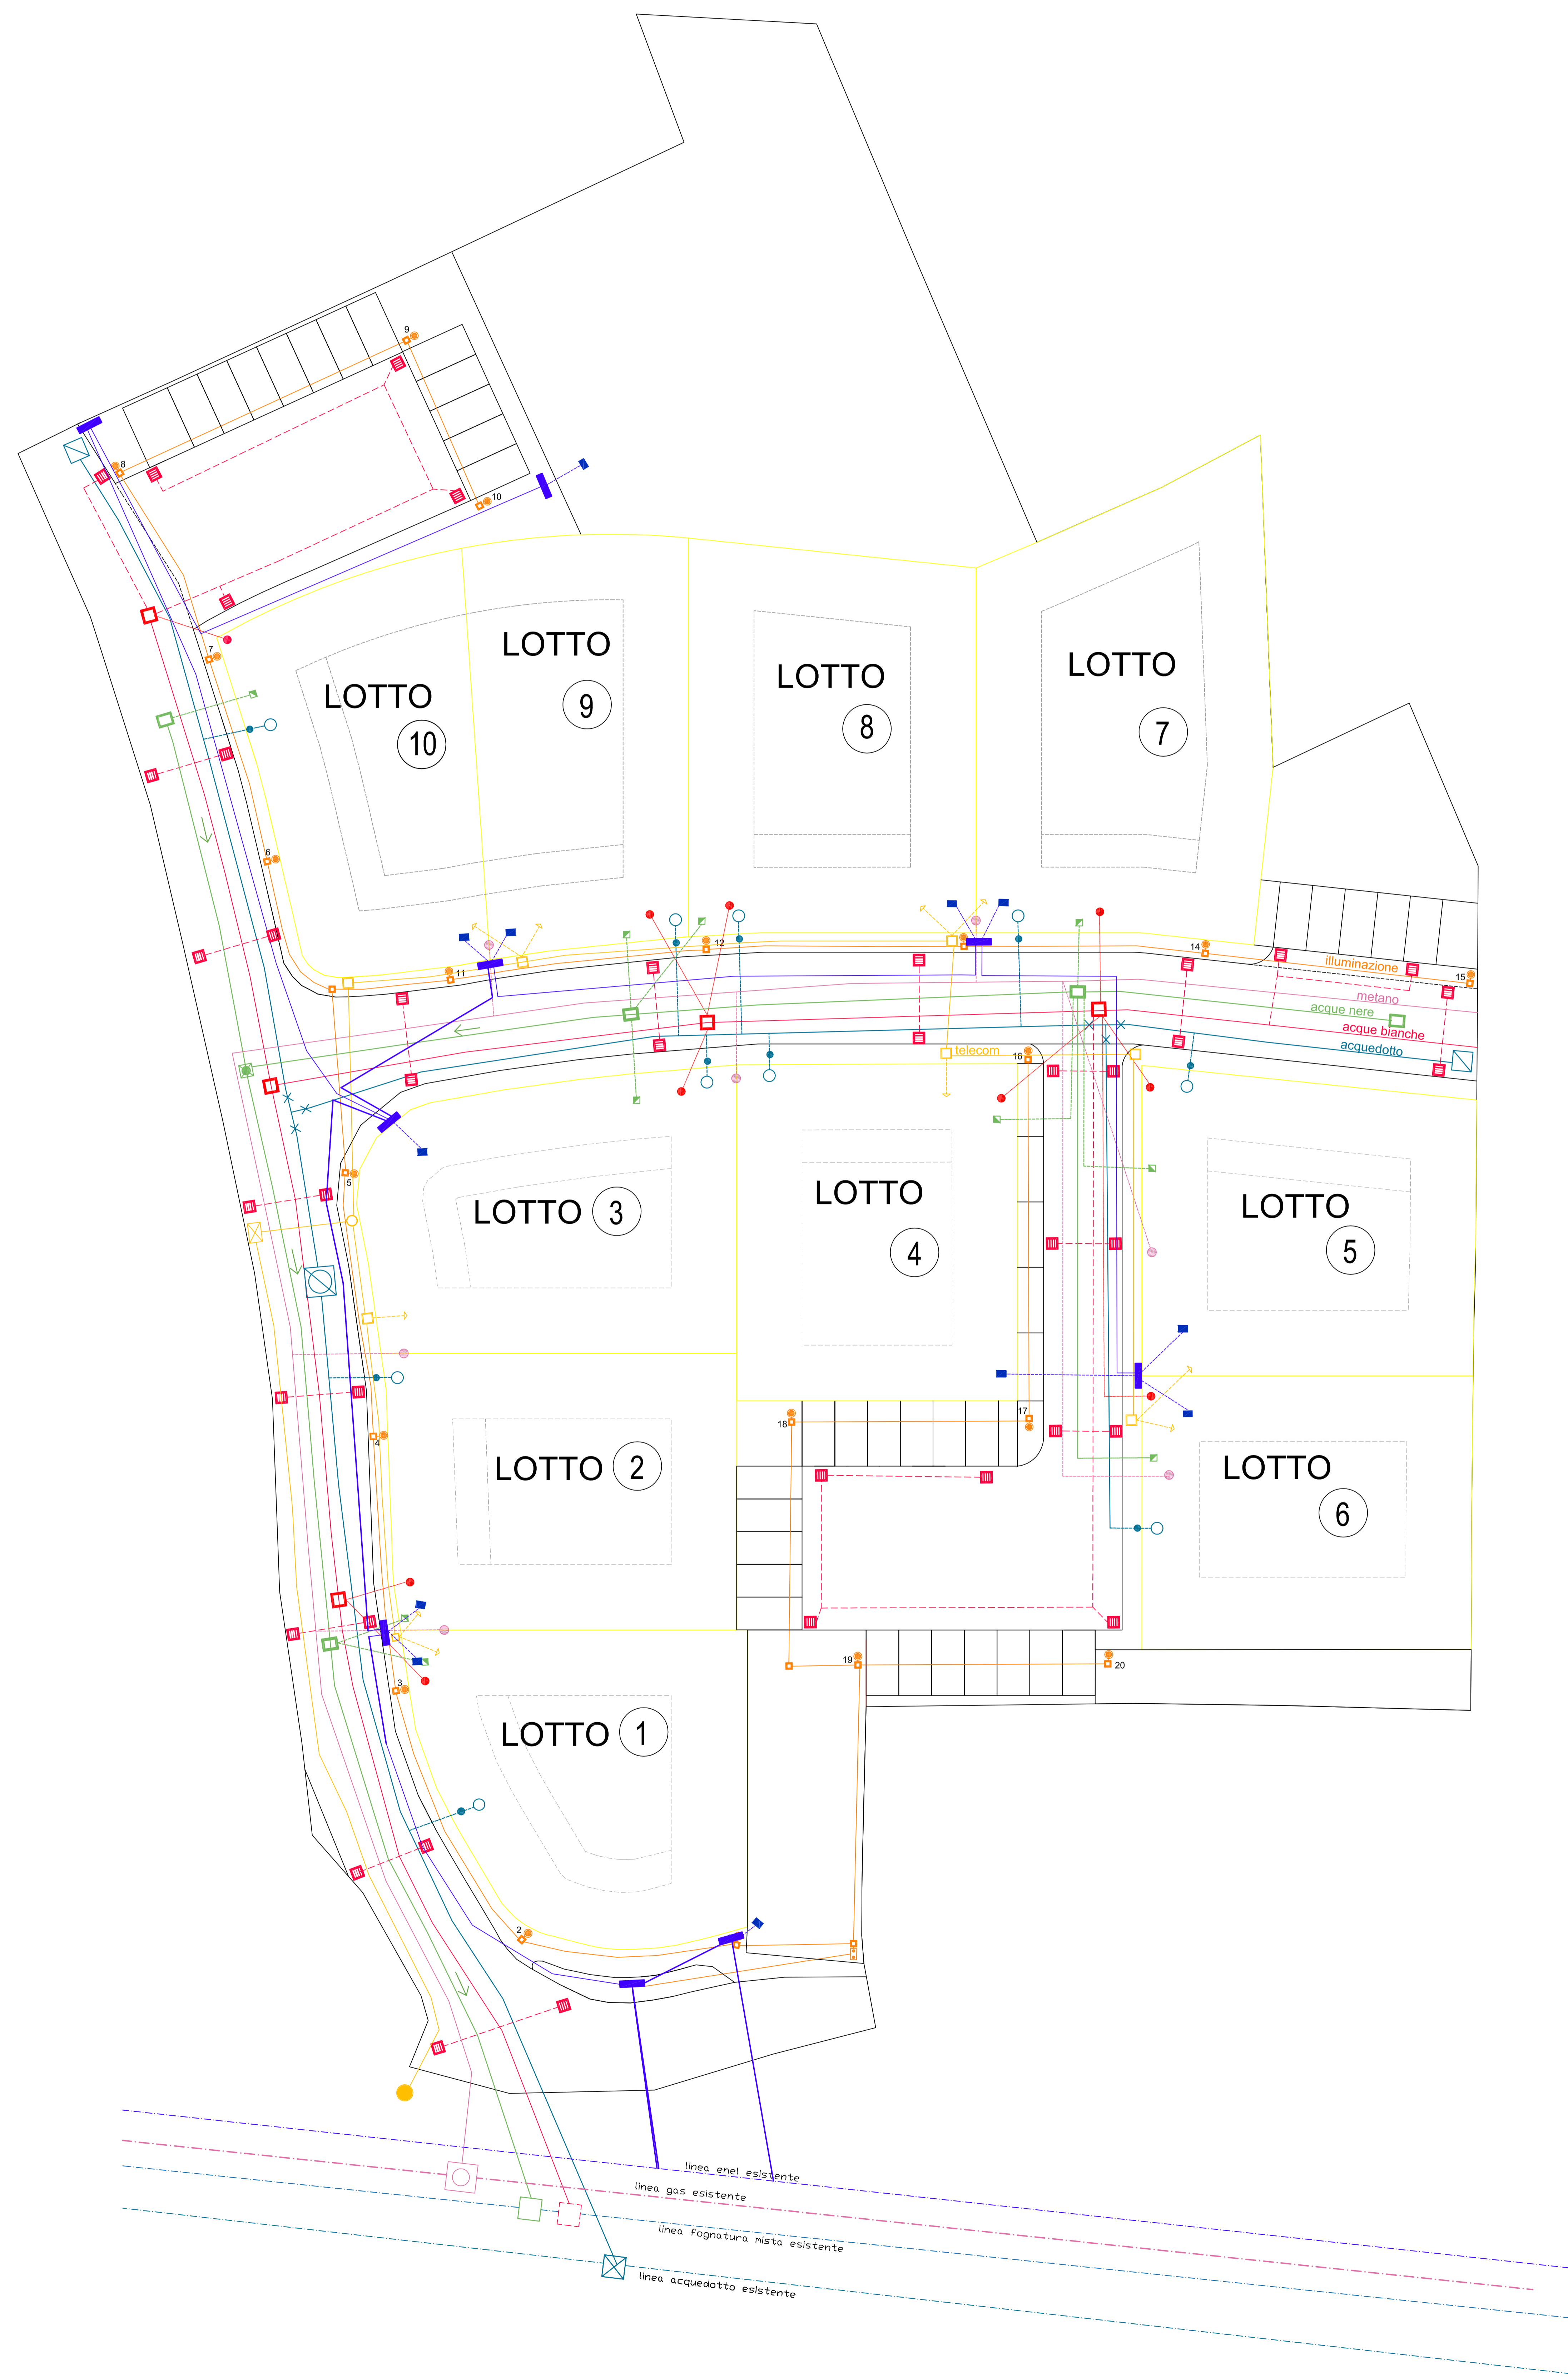 9
8
10
7
LOTTO
9
LOTTO
10
LOTTO
8
LOTTO
7
6
11
12
14
15
illuminazione
metano
acque nere
acque bianche
acquedotto
telecom
16
5
LOTTO 3
LOTTO
4
LOTTO
5
4
18
17
LOTTO 2
LOTTO
6
3
19
20
LOTTO 1
2
linea enel esistente
linea gas esistente
linea fognatura mista esistente
linea acquedotto esistente